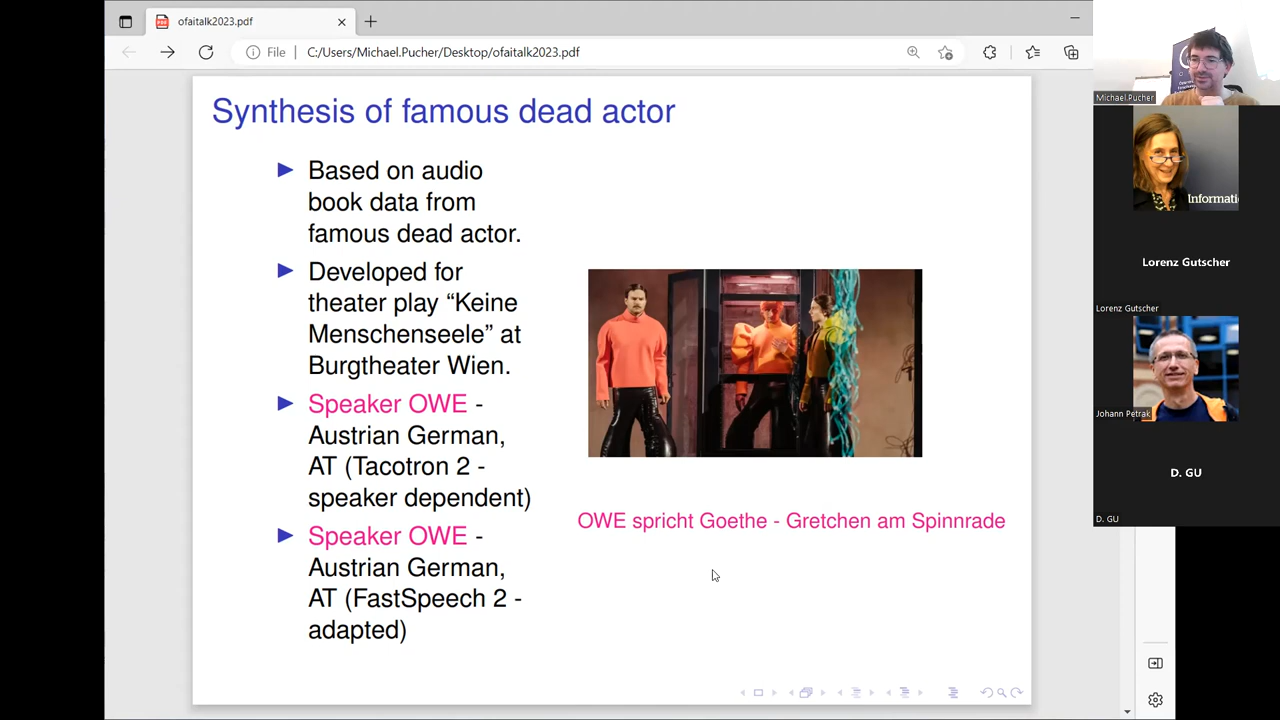 ofaitalk2023.pdf
File
C:/Users/Michael.Pucher/Desktop/ofaitalk2023.pdf
Synthesis of famous dead actor
Based on audio
book data from
famous dead actor.
Developed for
theater play “Keine
Menschenseele” at
Burgtheater Wien.
Speaker OWE -
Austrian German,
AT (Tacotron 2 -
speaker dependent)
Speaker OWE -
Austrian German,
AT (FastSpeech 2 -
adapted)
OWE spricht Goethe - Gretchen am Spinnrade
Michael.Pucher
Informati
Lorenz Gutscher
Lorenz Gutscher
Johann Petrak
D. GU
D. GU